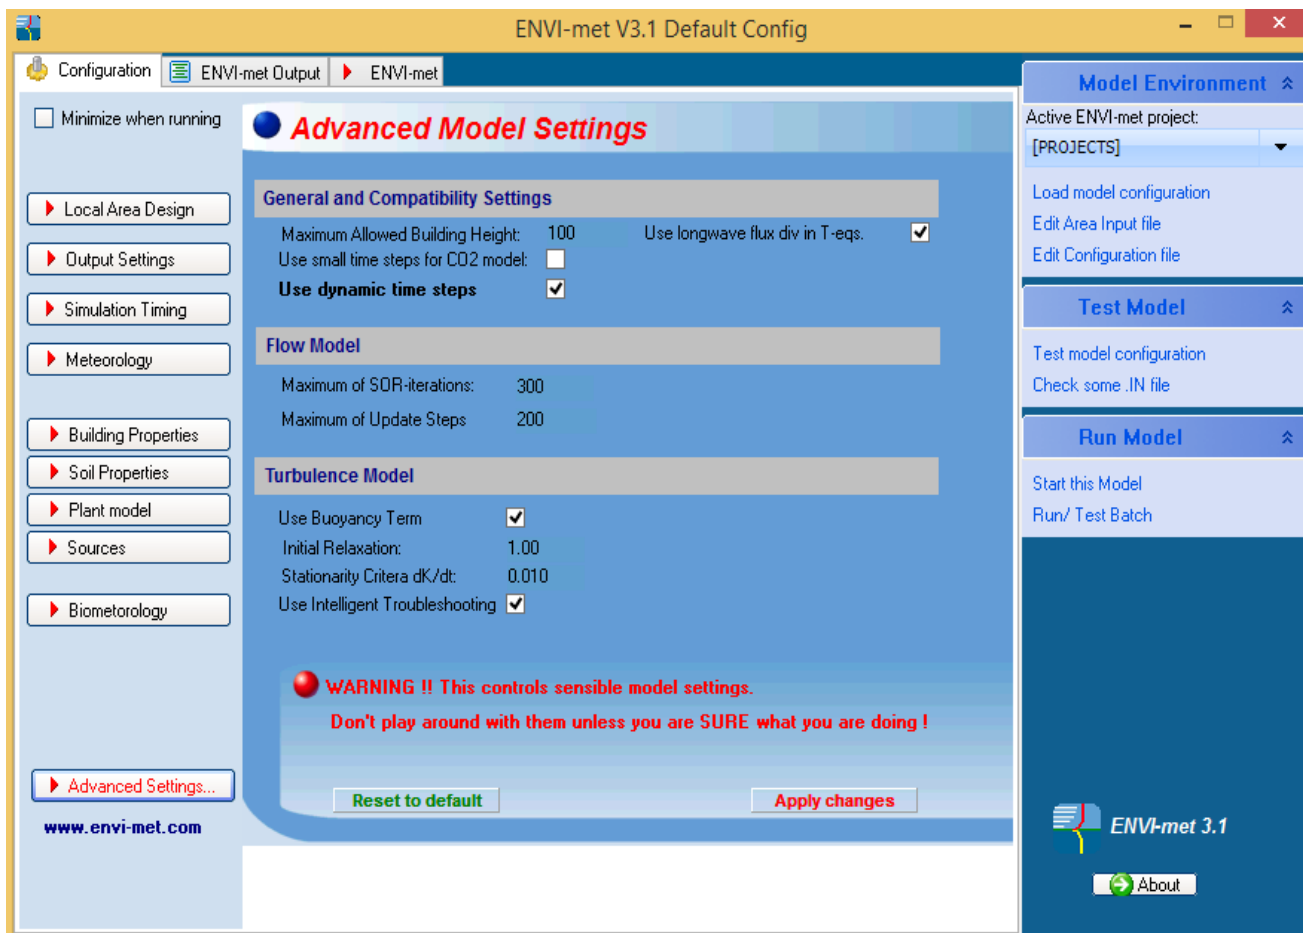 ENVI-met V3.1 Default Config
Configuration
ENVI-met Output
ENVI-met
Minimize when running
Local Area Design
Output Settings
Simulation Timing
Meteorology
Building Properties
Soil Properties
Plant model
Sources
Biometorology
Advanced Settings...
www.envi-met.com
Advanced Model Settings
General and Compatibility Settings
Maximum Allowed Building Height: 100 Use longwave flux div in T-eqs.
Use small time steps for CO2 model:
Use dynamic time steps
Flow Model
Maximum of SOR-iterations: 300
Maximum of Update Steps 200
Turbulence Model
Use Buoyancy Term
Initial Relaxation: 1.00
Stationarity Critera dK/dt: 0.010
Use Intelligent Troubleshooting
WARNING !! This controls sensible model settings.
Don't play around with them unless you are SURE what you are doing !
Reset to default
Apply changes
Model Environment
Active ENVI-met project:
[PROJECTS]
Load model configuration
Edit Area Input file
Edit Configuration file
Test Model
Test model configuration
Check some .IN file
Run Model
Start this Model
Run/ Test Batch
ENVI-met 3.1
About